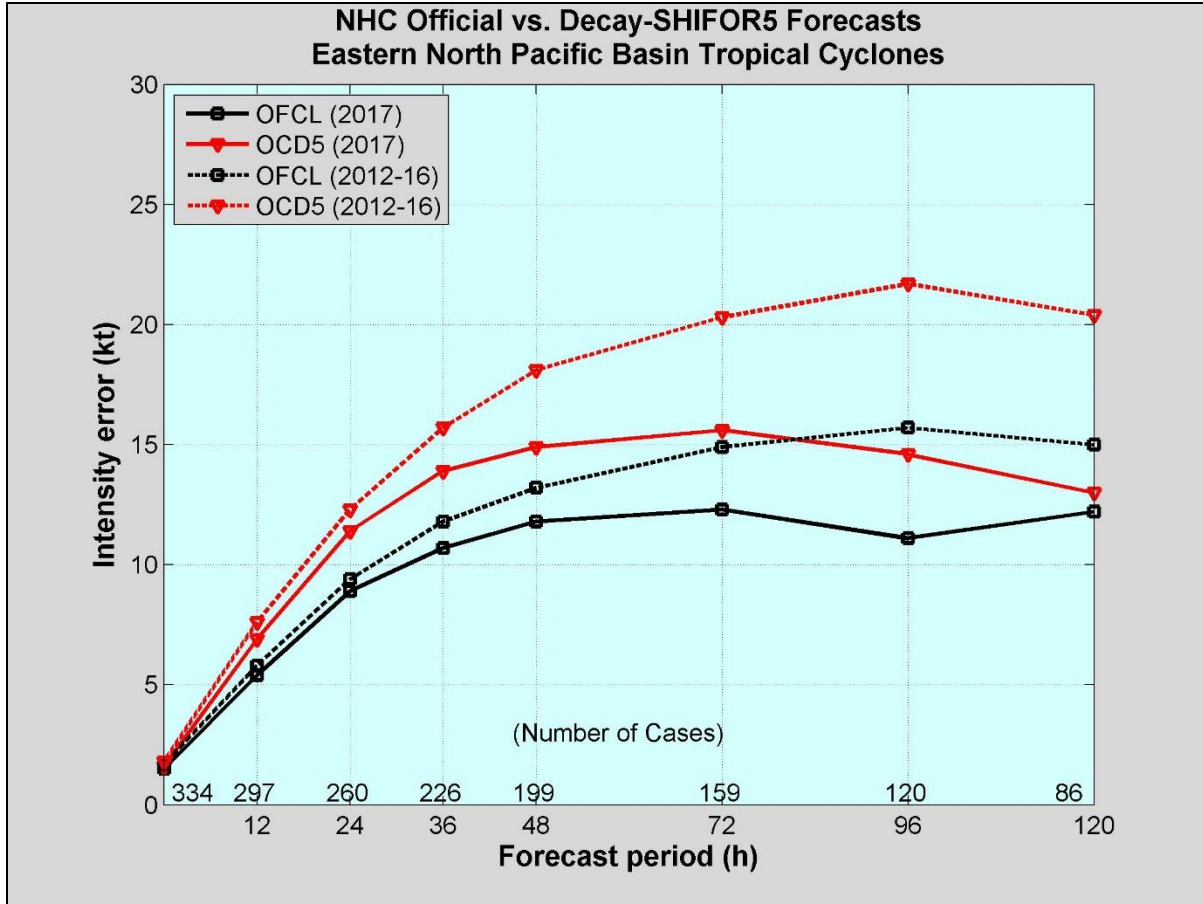 NHC Official vs. Decay-SHIFOR5 Forecasts
Eastern North Pacific Basin Tropical Cyclones
30
25
20
15
10
5
0
Intensity error (kt)
OFCL (2017)
OCD5 (2017)
OFCL (2012-16)
OCD5 (2012-16)
(Number of Cases)
334 297 260 226 199 159 120 86
12 24 36 48 72 96 120
Forecast period (h)